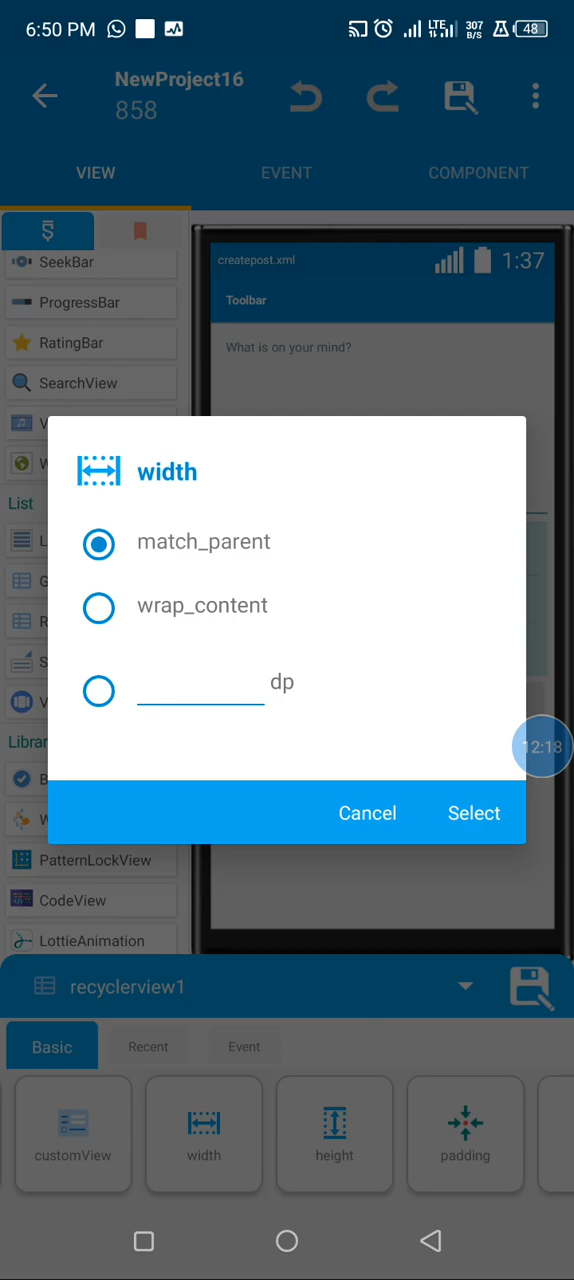 6:50 PM
LTE 307 B/S 48
NewProject16
858
VIEW EVENT COMPONENT
SeekBar
createpost.xml 1:37
ProgressBar
Toolbar
RatingBar
What is on your mind?
SearchView
V
W
width
List
match_parent
L
G
wrap_content
R
S
dp
V
Librar
12:18
B
W
Cancel Select
PatternLockView
CodeView
LottieAnimation
recyclerview1
Basic Recent Event
customView width height padding